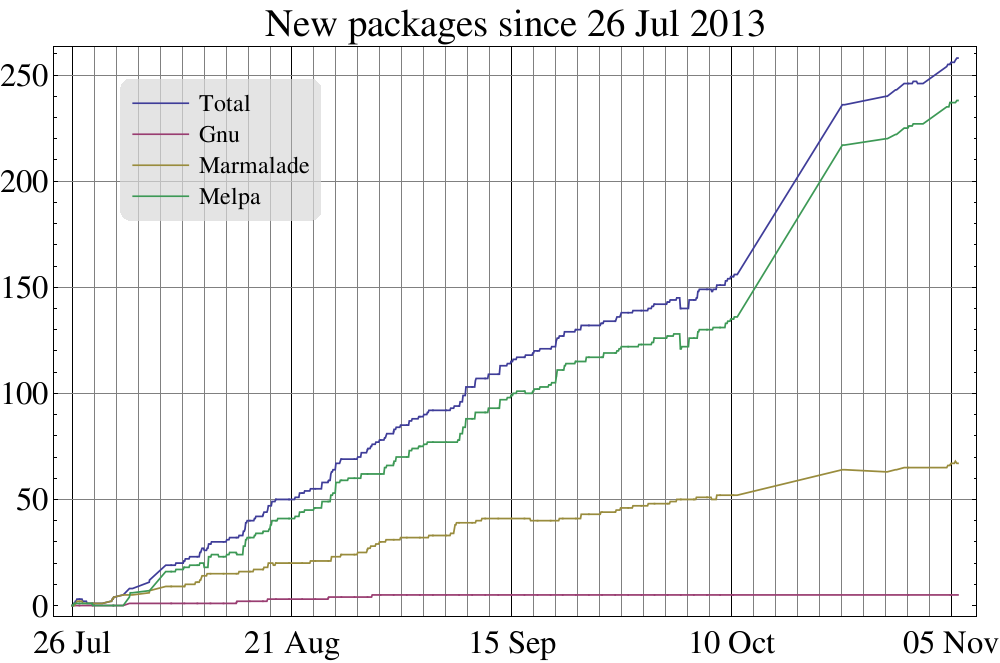 New packages since 26 Jul 2013
250
200
150
100
50
0
Total
Gnu
Marmalade
Melpa
26 Jul 21 Aug 15 Sep 10 Oct 05 Nov